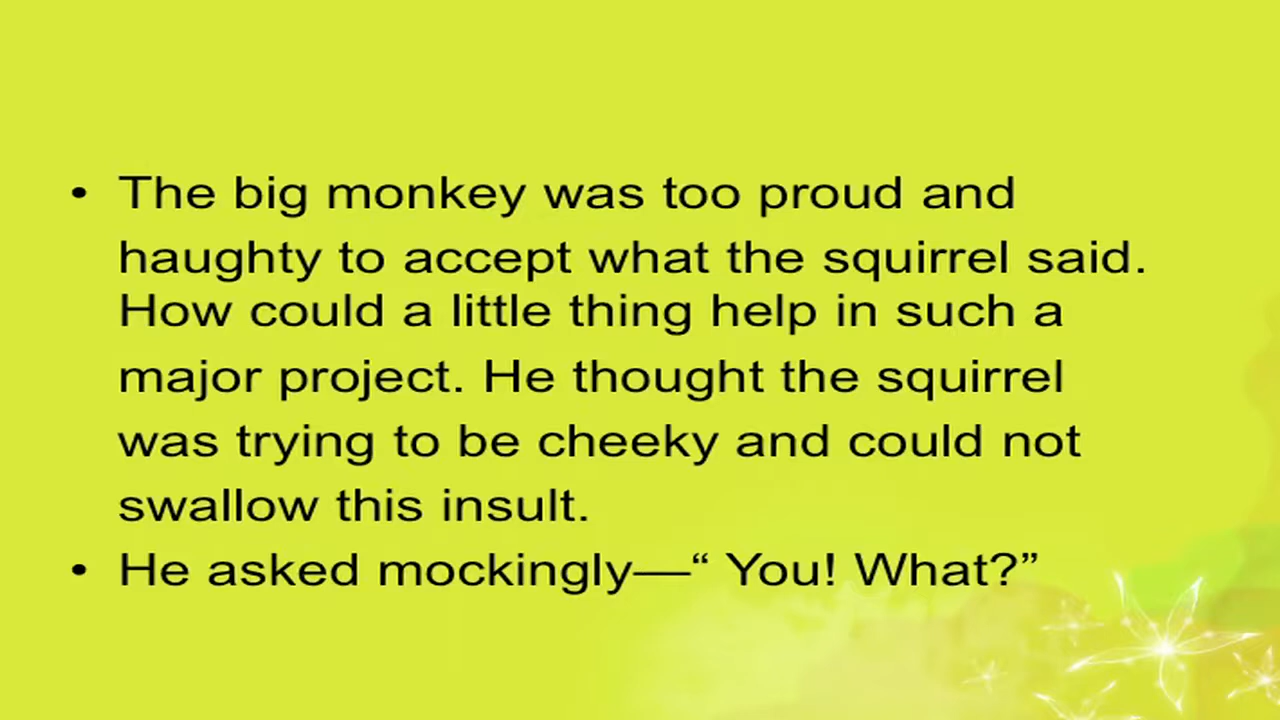 • The big monkey was too proud and
haughty to accept what the squirrel said.
How could a little thing help in such a
major project. He thought the squirrel
was trying to be cheeky and could not
swallow this insult.
• He asked mockingly—“ You! What?”